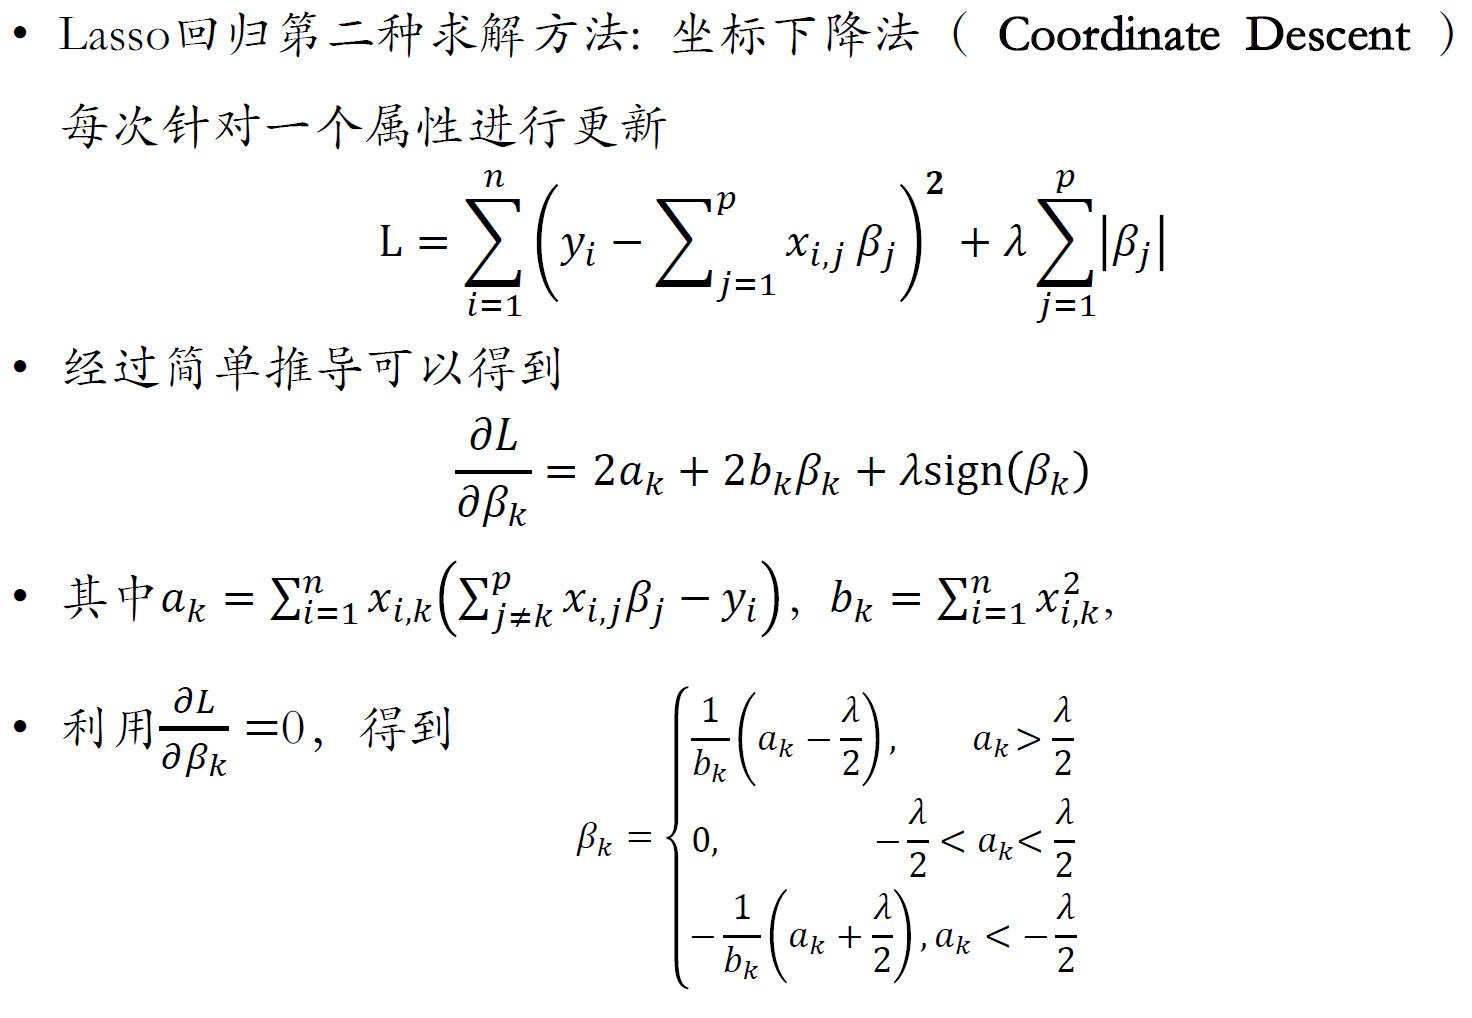 • Lasso回归第二种求解方法: 坐标下降法（ Coordinate Descent ）
每次针对一个属性进行更新
L = \sum_{i=1}^{n} \left( y_i - \sum_{j=1}^{p} x_{i,j} \beta_j \right)^2 + \lambda \sum_{j=1}^{p} |\beta_j|
• 经过简单推导可以得到
\frac{\partial L}{\partial \beta_k} = 2a_k + 2b_k\beta_k + \lambda sign(\beta_k)
• 其中 a_k = \sum_{i=1}^{n} x_{i,k} \left( \sum_{j \neq k}^{p} x_{i,j}\beta_j - y_i \right)，b_k = \sum_{i=1}^{n} x_{i,k}^2,
• 利用 \frac{\partial L}{\partial \beta_k} =0，得到
\beta_k = \begin{cases} \frac{1}{b_k}\left(a_k - \frac{\lambda}{2}\right), & a_k > \frac{\lambda}{2} \\ 0, & -\frac{\lambda}{2} < a_k < \frac{\lambda}{2} \\ -\frac{1}{b_k}\left(a_k + \frac{\lambda}{2}\right), & a_k < -\frac{\lambda}{2} \end{cases}